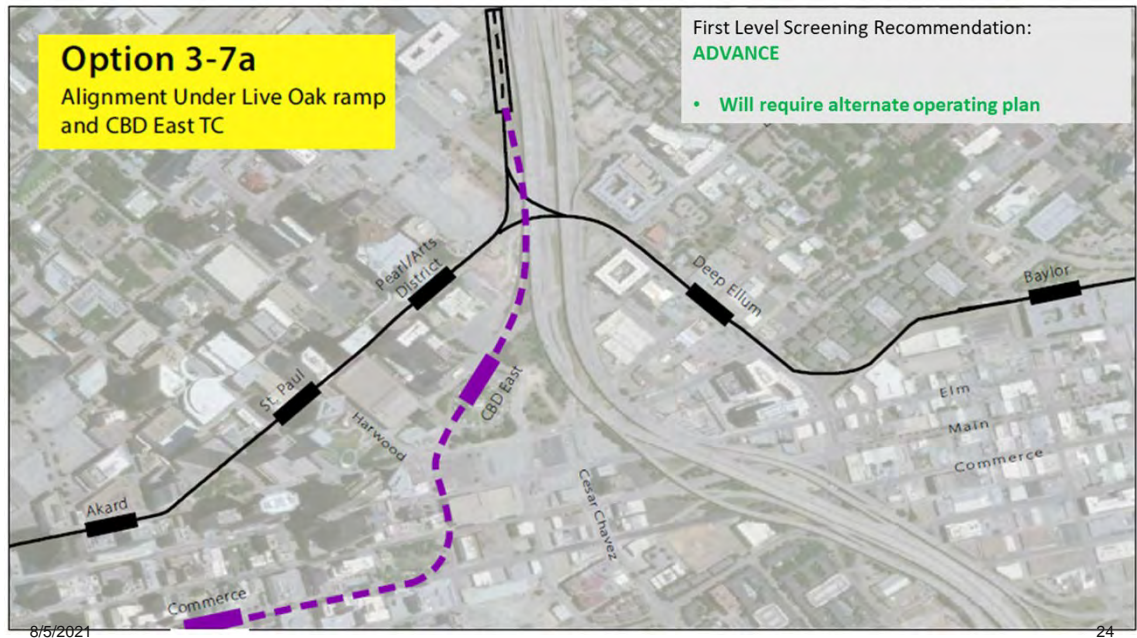 Option 3-7a
Alignment Under Live Oak ramp
and CBD East TC
First Level Screening Recommendation:
ADVANCE
• Will require alternate operating plan
Pearl/Arts
District
Deep Ellum
Baylor
St. Paul
CBD East
Harwood
Elm
Main
Commerce
Akard
Cesar Chavez
Commerce
8/5/2021
24